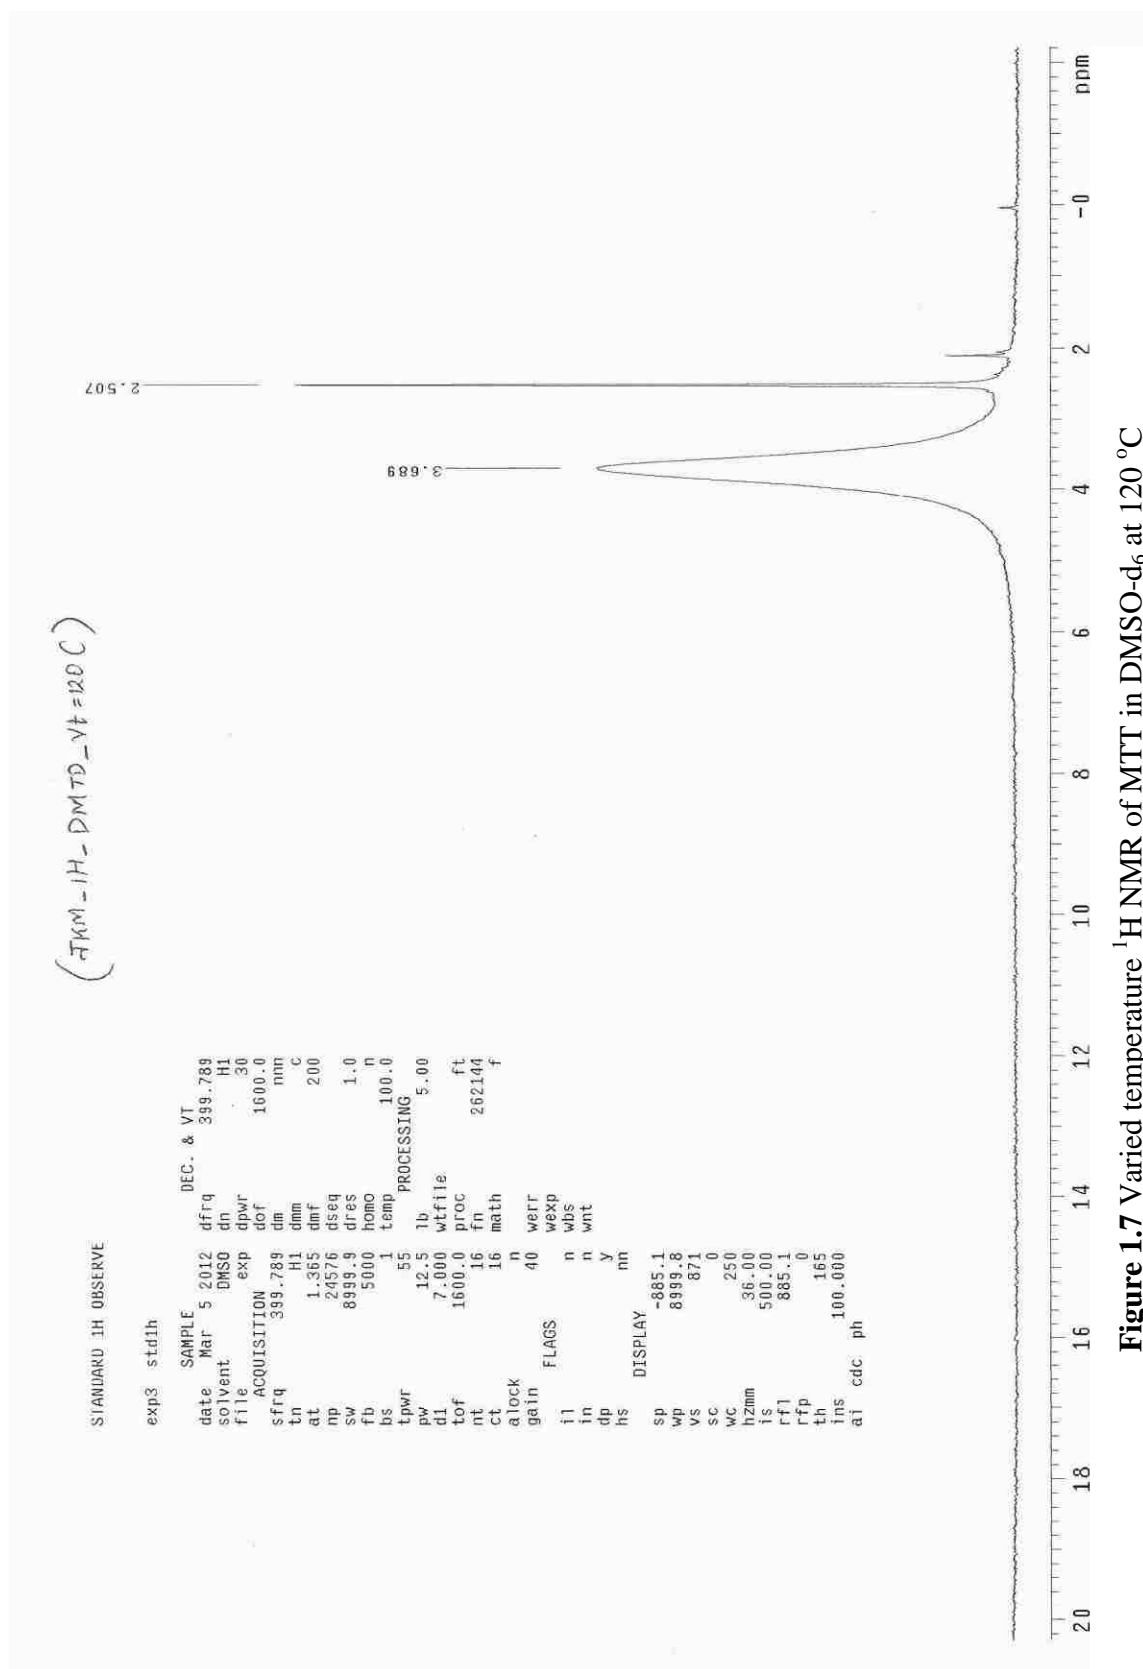 (JKM_1H_DMTD_Vt=120C)
STANDARD 1H OBSERVE
exp3 std1h
SAMPLE
date Mar 5 2012
solvent DMSO
file exp
ACQUISITION
sfrq 399.789
tn H1
at 1.365
np 24576
sw 8999.9
fb 5000
bs 1
tpwr 55
pw 12.5
d1 7.000
tof 1600.0
nt 16
ct 16
alock n
gain 40
FLAGS
il n
in n
dp y
hs nn
DISPLAY
sp -885.1
wp 8999.8
vs 871
sc 0
wc 250
hzmm 36.00
is 500.00
rfl 885.1
rfp 0
th 165
ins 100.000
ai cdc ph
DEC. & VT
dfrq 399.789
dn H1
dpwr 30
dof 1600.0
dm nnn
dmm c
dmf 200
dseq
dres 1.0
homo n
temp 100.0
PROCESSING
lb 5.00
wtfile
proc ft
fn 262144
math f
werr
wexp
wbs
wnt
3.689
2.507
20 18 16 14 12 10 8 6 4 2 -0 ppm
Figure 1.7 Varied temperature ¹H NMR of MTT in DMSO-d₆ at 120 °C